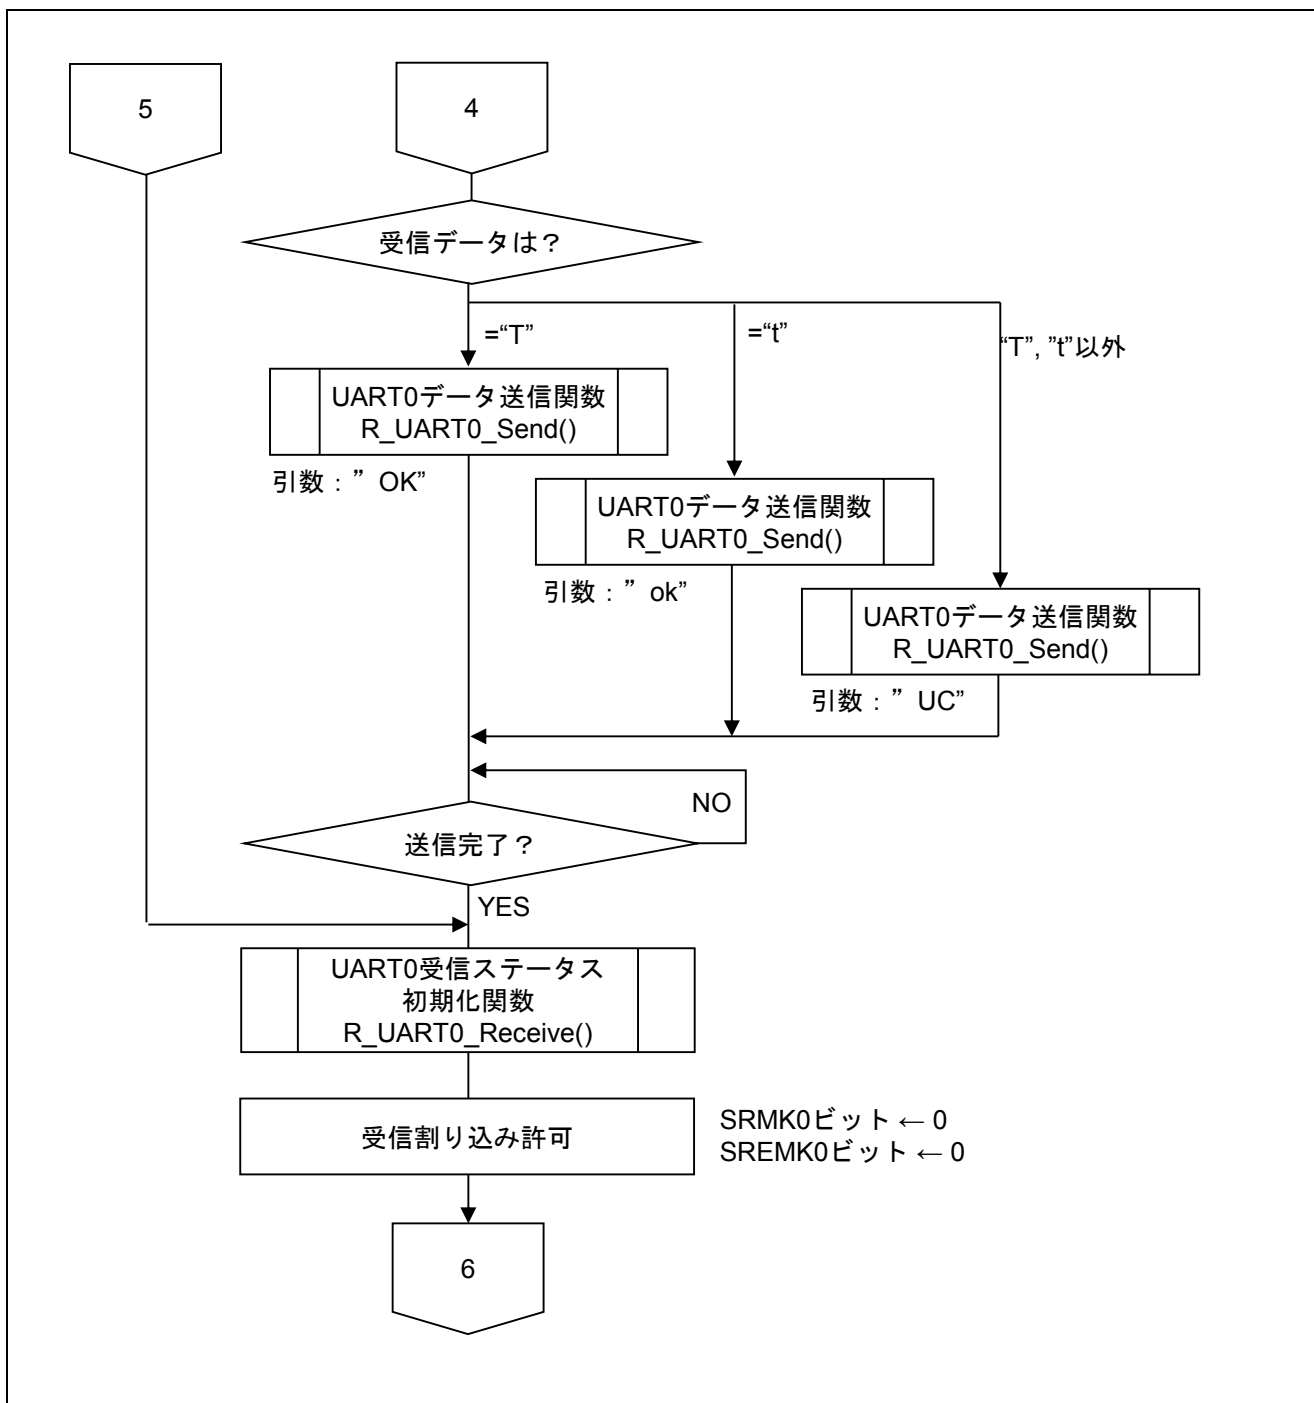 5
4
受信データは？
=“T”
=“t”
“T”, ”t”以外
UART0データ送信関数
R_UART0_Send()
引数：”OK”
UART0データ送信関数
R_UART0_Send()
引数：”ok”
UART0データ送信関数
R_UART0_Send()
引数：”UC”
NO
送信完了？
YES
UART0受信ステータス
初期化関数
R_UART0_Receive()
受信割り込み許可
SRMK0ビット ← 0
SREMK0ビット ← 0
6